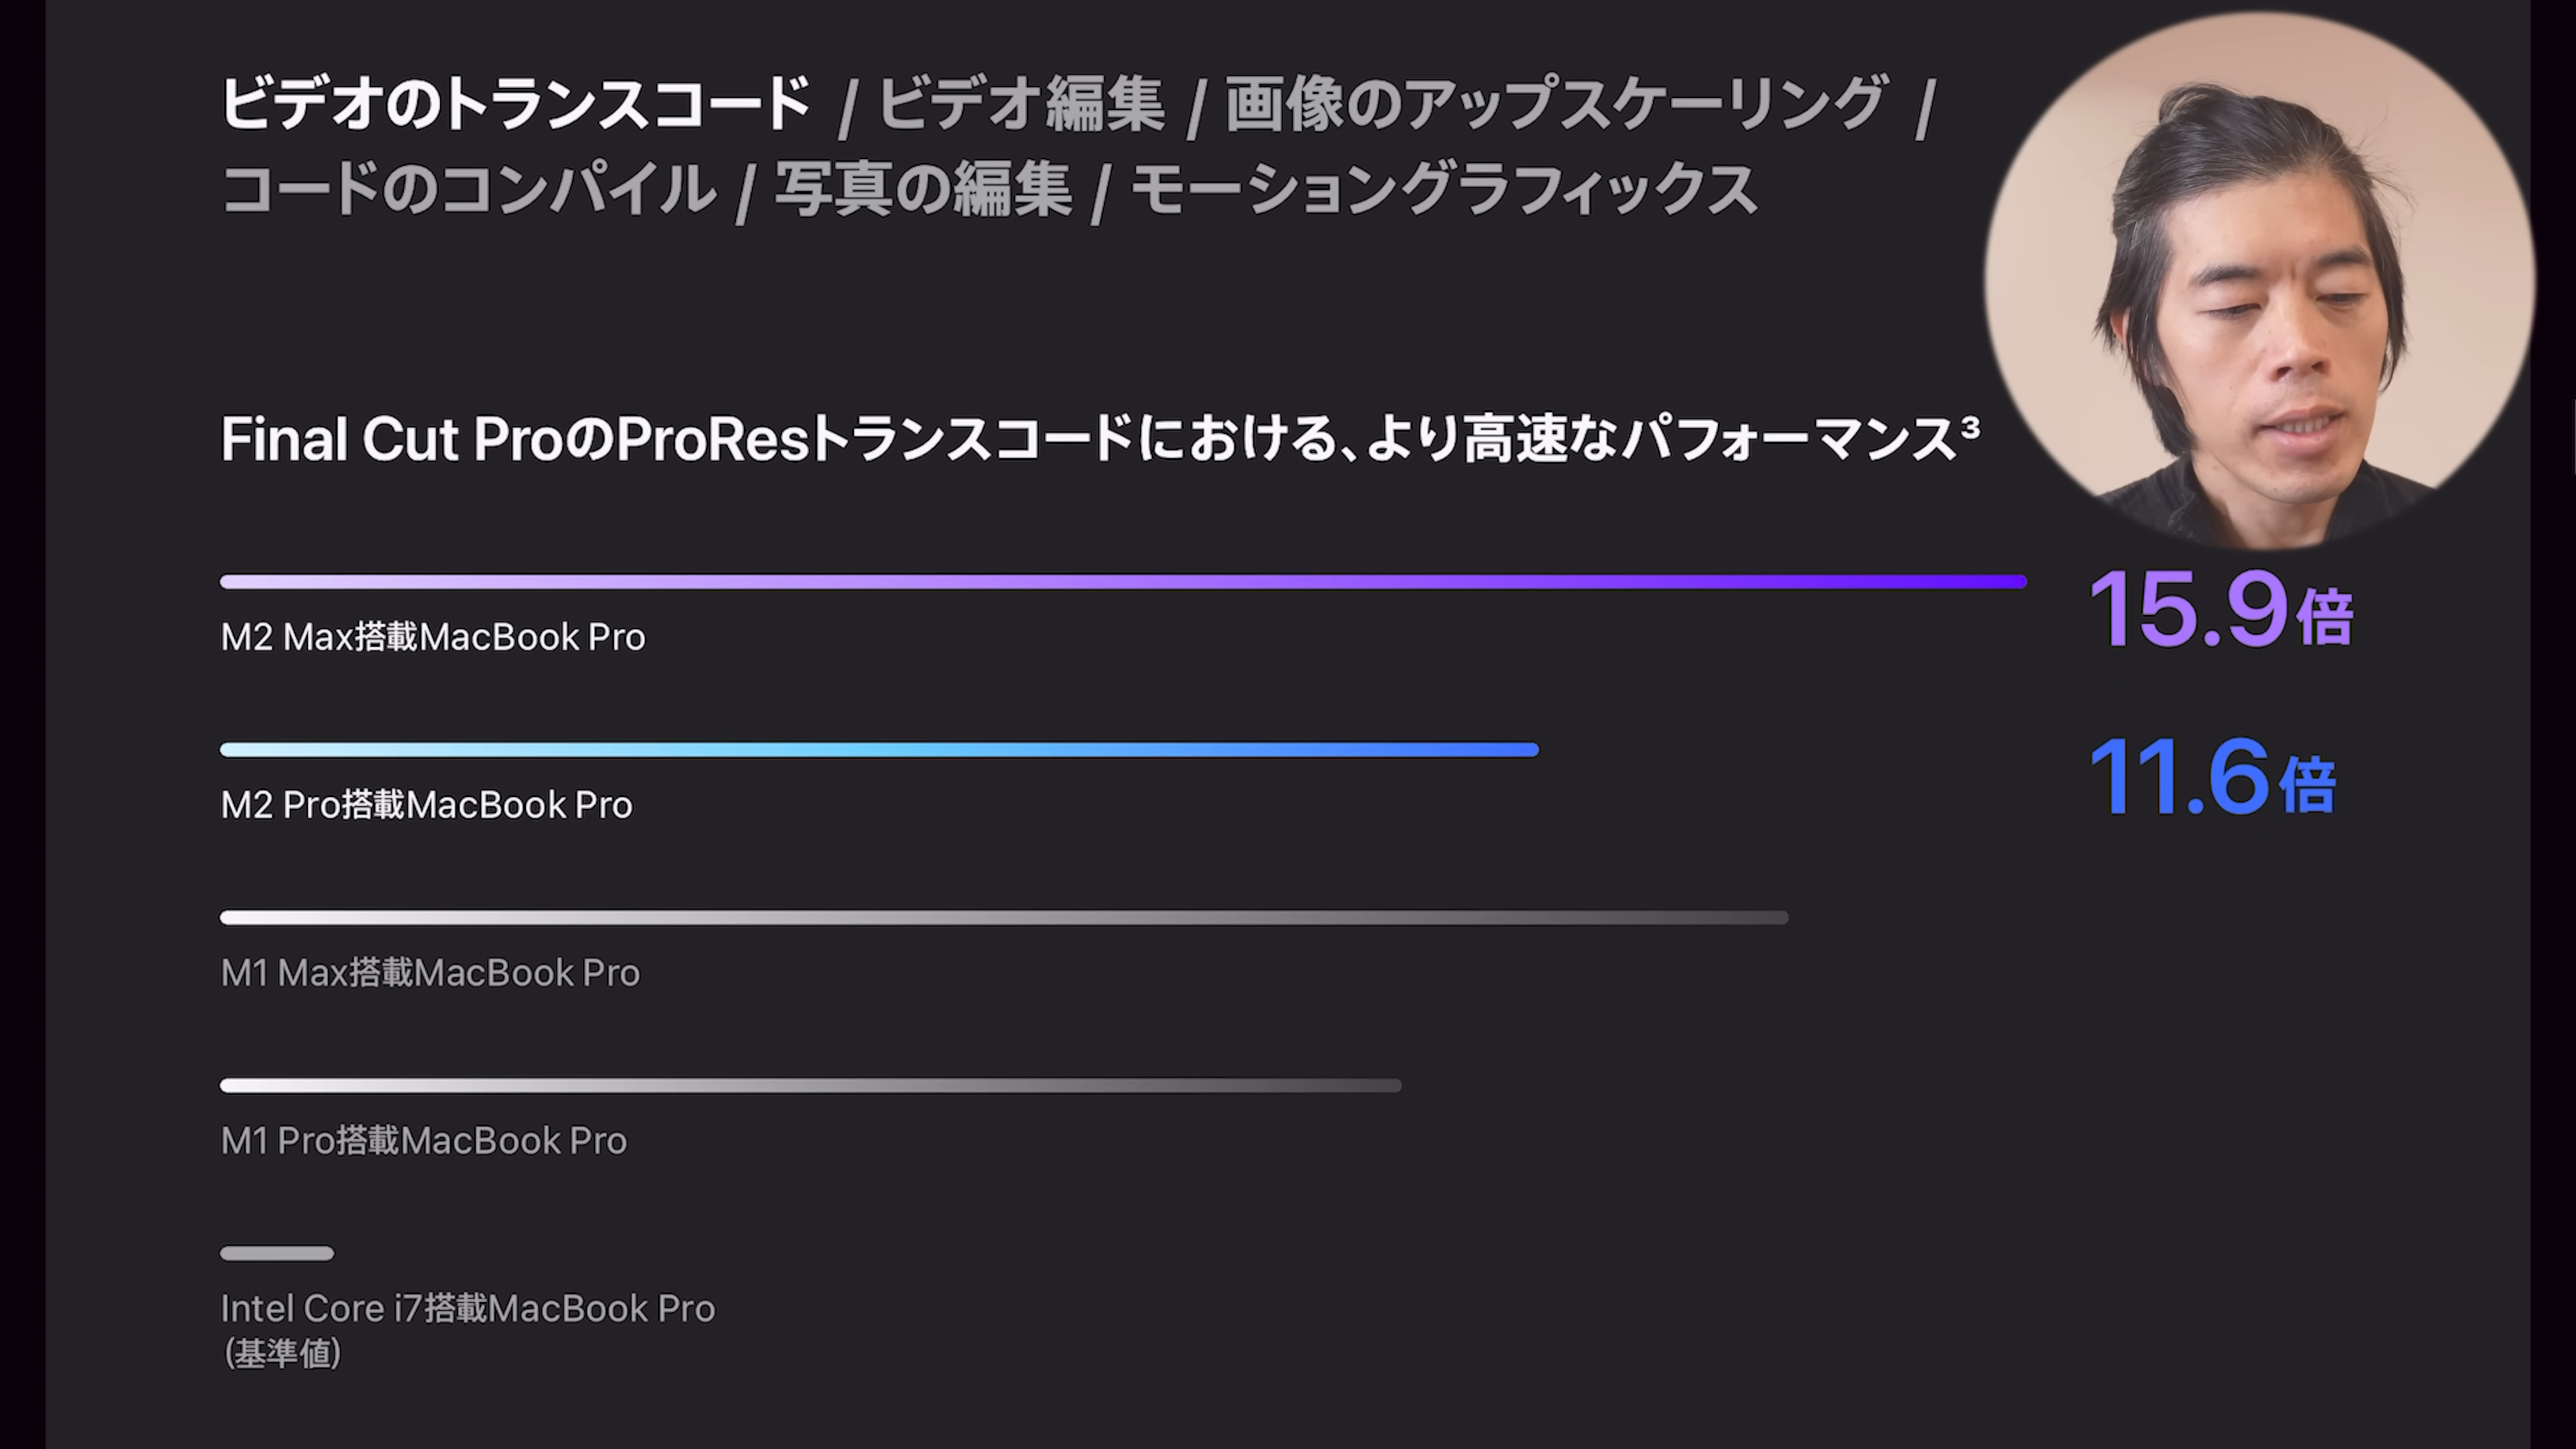 ビデオのトランスコード / ビデオ編集 / 画像のアップスケーリング /
コードのコンパイル / 写真の編集 / モーショングラフィックス
Final Cut ProのProResトランスコードにおける、より高速なパフォーマンス³
15.9倍
M2 Max搭載MacBook Pro
11.6倍
M2 Pro搭載MacBook Pro
M1 Max搭載MacBook Pro
M1 Pro搭載MacBook Pro
Intel Core i7搭載MacBook Pro
(基準値)